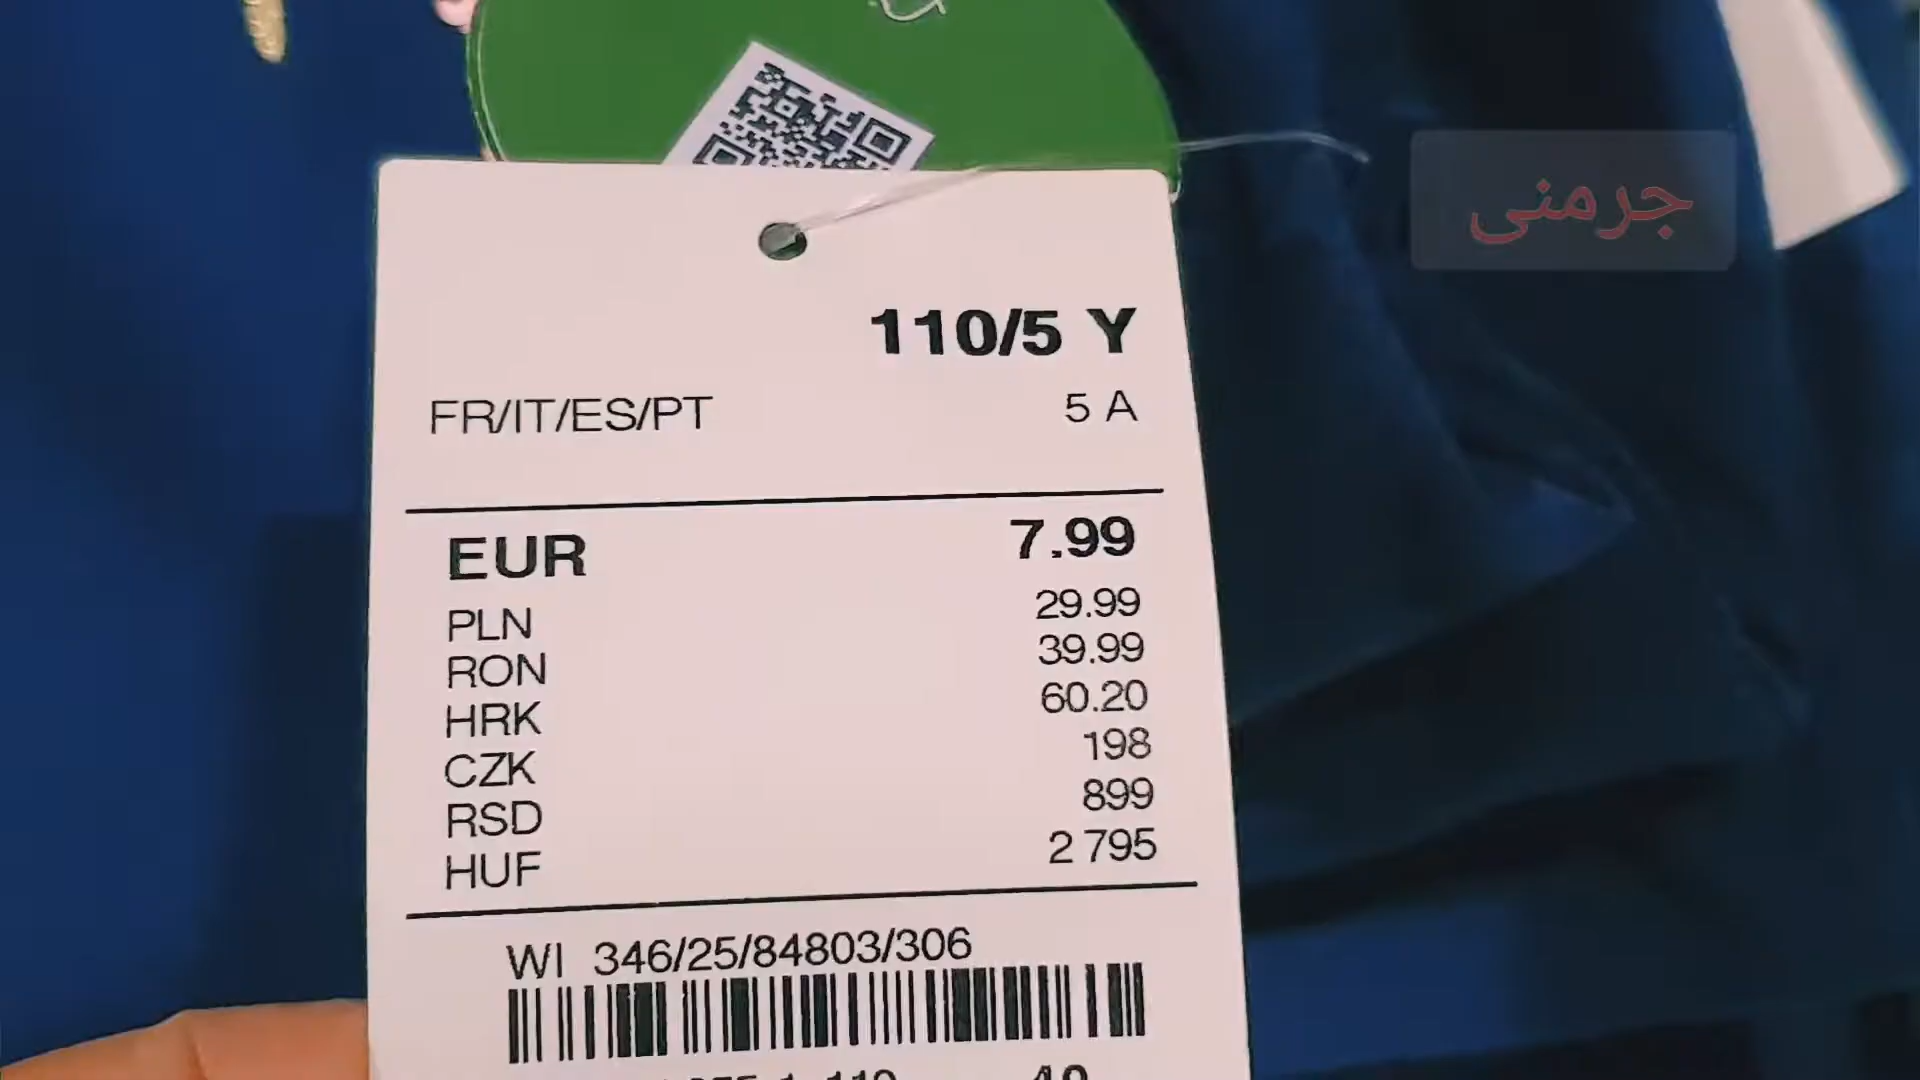 جرمنی
110/5 Y
FR/IT/ES/PT 5 A
EUR 7.99
PLN 29.99
RON 39.99
HRK 60.20
CZK 198
RSD 899
HUF 2 795
WI 346/25/84803/306